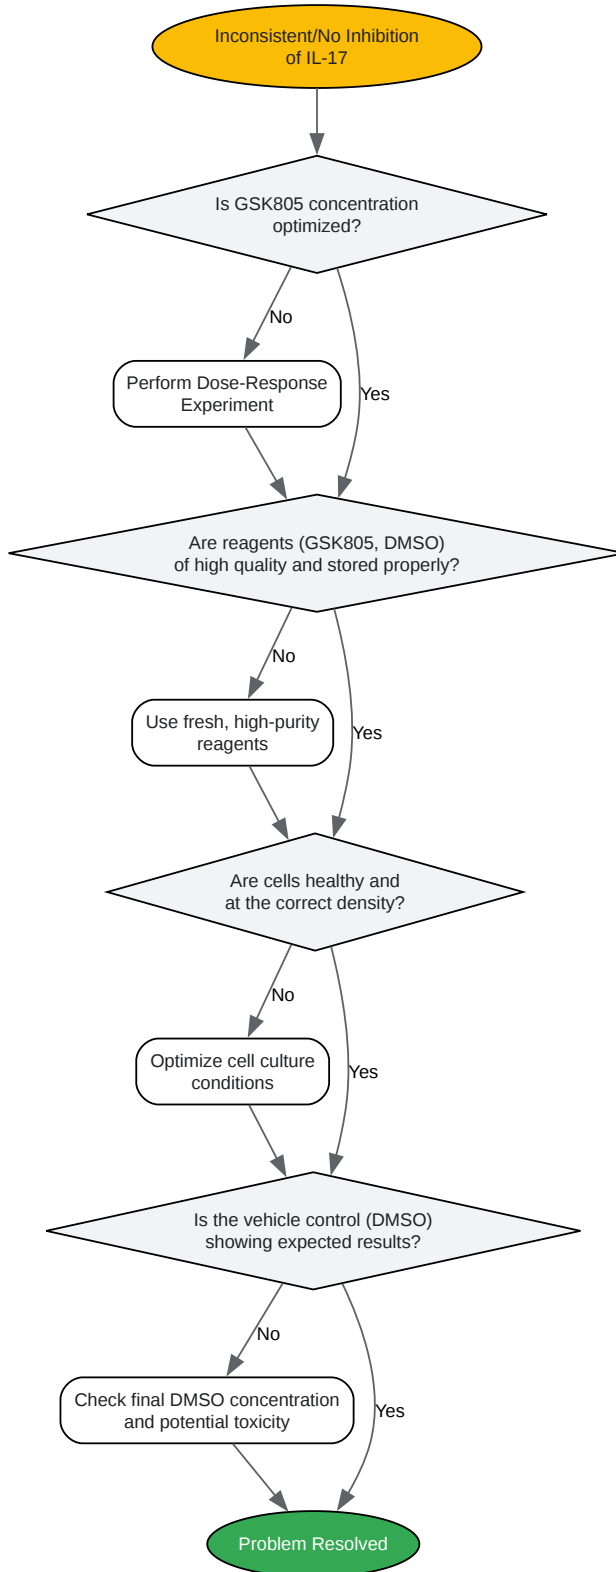 Inconsistent/No Inhibition
of IL-17
Is GSK805 concentration
optimized?
No
Yes
Perform Dose-Response
Experiment
Are reagents (GSK805, DMSO)
of high quality and stored properly?
No
Yes
Use fresh, high-purity
reagents
Are cells healthy and
at the correct density?
No
Yes
Optimize cell culture
conditions
Is the vehicle control (DMSO)
showing expected results?
No
Yes
Check final DMSO concentration
and potential toxicity
Problem Resolved